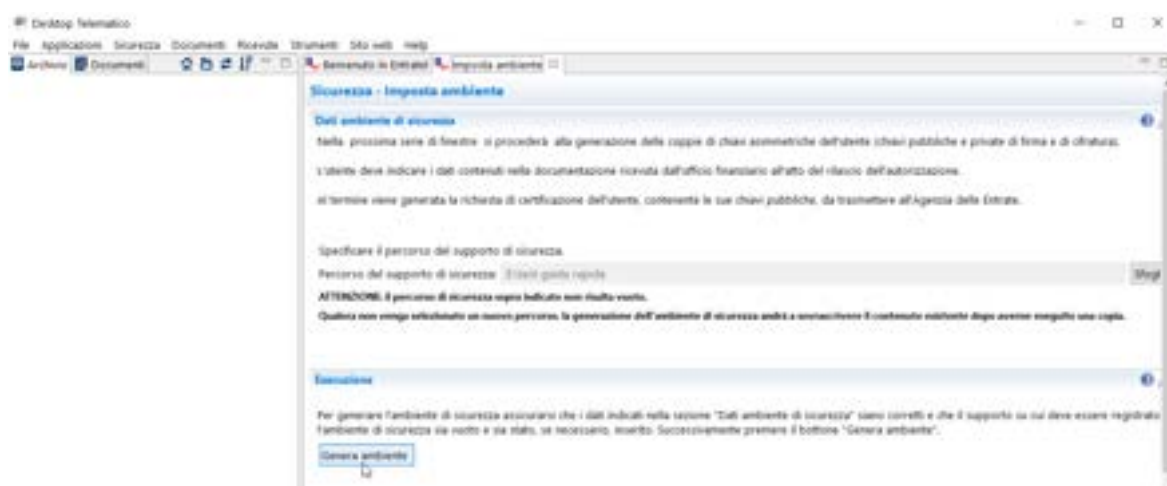 Desktop Telematico
File Applicazioni Sicurezza Documenti Ricevute Strumenti Sito web Help
Archivio Documenti Benvenuto in Entratel Imposta ambiente
Sicurezza - Imposta ambiente
Dati ambiente di sicurezza
Nella prossima serie di finestre si procederà alla generazione delle coppie di chiavi asimmetriche dell'utente (chiavi pubbliche e private di firma e di cifratura).
L'utente deve indicare i dati contenuti nella documentazione ricevuta dall'ufficio finanziario all'atto del rilascio dell'autorizzazione.
Al termine viene generata la richiesta di certificazione dell'utente, contenente le sue chiavi pubbliche, da trasmettere all'Agenzia delle Entrate.
Specificare il percorso del supporto di sicurezza.
Percorso del supporto di sicurezza guida rapida Sfogl
ATTENZIONE: il percorso di sicurezza sopra indicato non risulta vuoto.
Qualora non venga selezionato un nuovo percorso, la generazione dell'ambiente di sicurezza andrà a sovrascrivere il contenuto esistente dopo averne eseguito una copia.
Esecuzione
Per generare l'ambiente di sicurezza assicurarsi che i dati indicati nella sezione "Dati ambiente di sicurezza" siano corretti e che il supporto su cui deve essere registrato
l'ambiente di sicurezza sia vuoto e sia stato, se necessario, inserito. Successivamente premere il bottone "Genera ambiente".
Genera ambiente